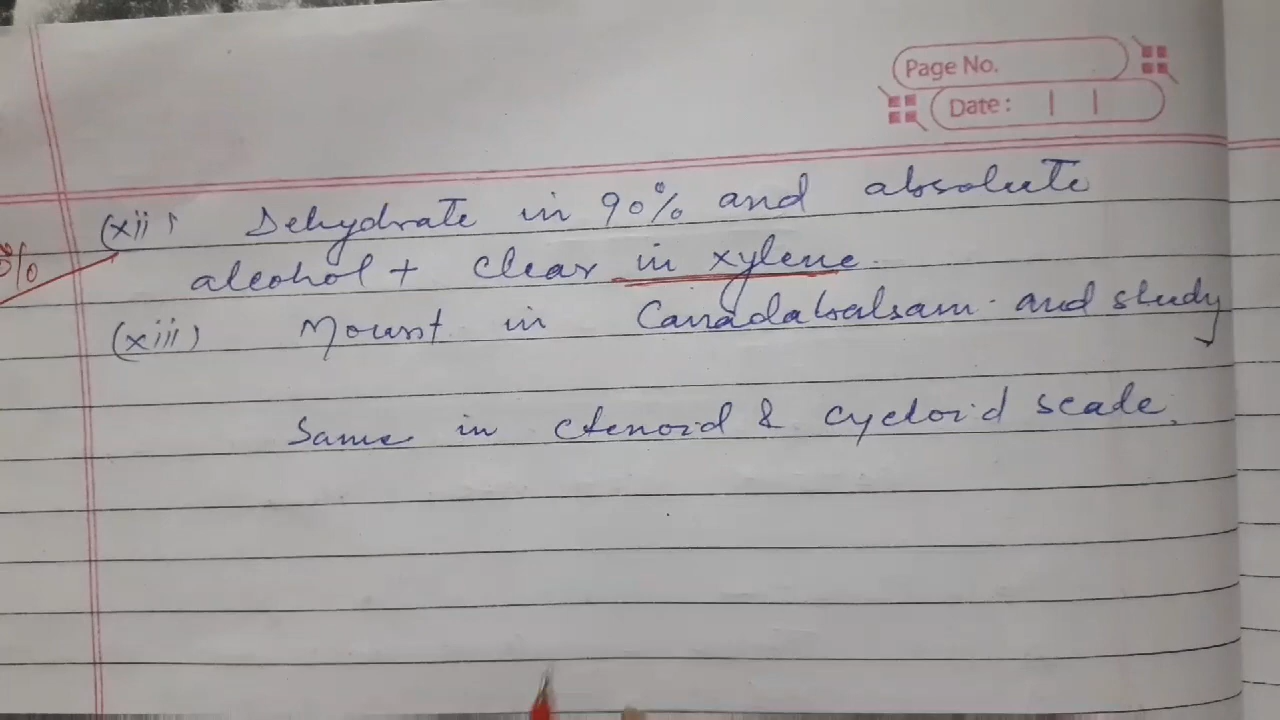 Page No.
Date :
(xii) Dehydrate in 90% and absolute
alcohol + clear in xylene.
(xiii) Mount in Canadabalsam. and study
Same in ctenoid & cycloid scale.